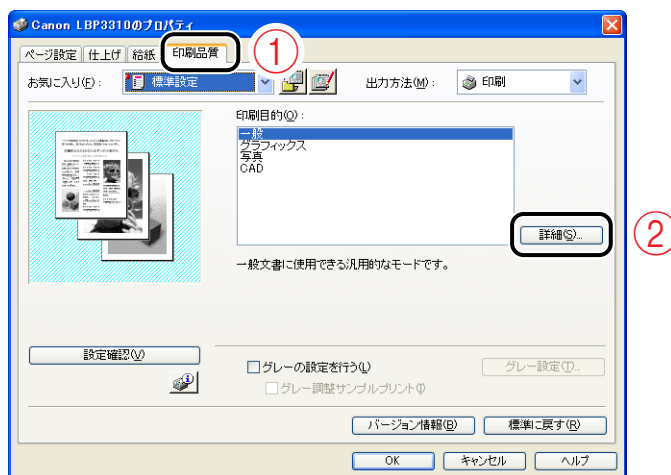 Canon LBP3310のプロパティ
ページ設定 仕上げ 給紙 印刷品質
①
お気に入り(F): 標準設定 出力方法(M): 印刷
印刷目的(O):
一般
グラフィックス
写真
CAD
詳細(S)...
②
一般文書に使用できる汎用的なモードです。
設定確認(V)
グレーの設定を行う(L) グレー設定(T)...
グレー調整サンプルプリント(I)
バージョン情報(B) 標準に戻す(R)
OK キャンセル ヘルプ